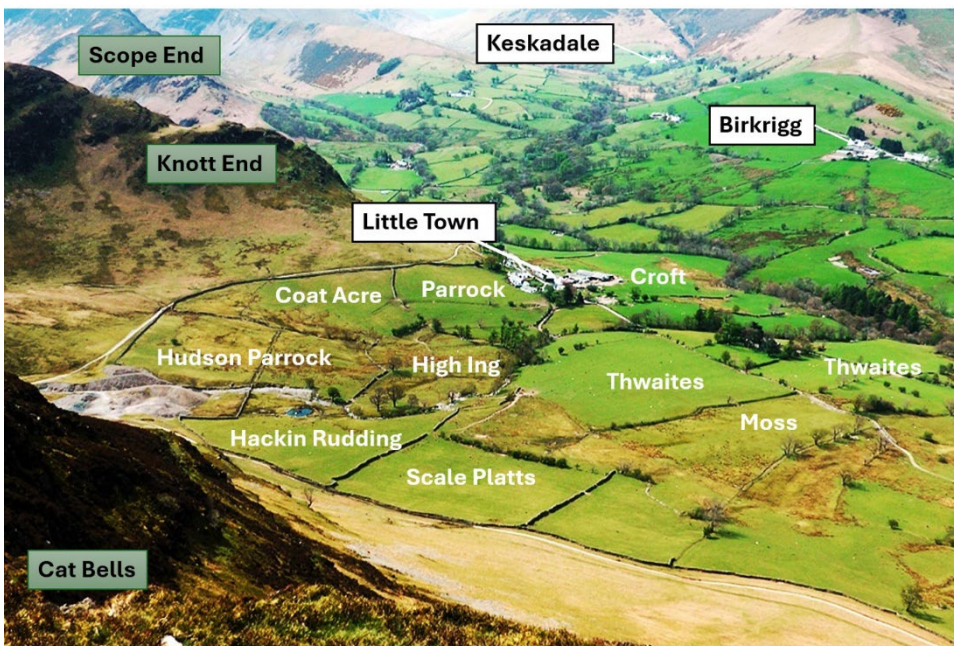 Scope End
Keskadale
Birkrigg
Knott End
Little Town
Croft
Coat Acre
Parrock
Hudson Parrock
High Ing
Thwaites
Thwaites
Moss
Hackin Rudding
Scale Platts
Cat Bells